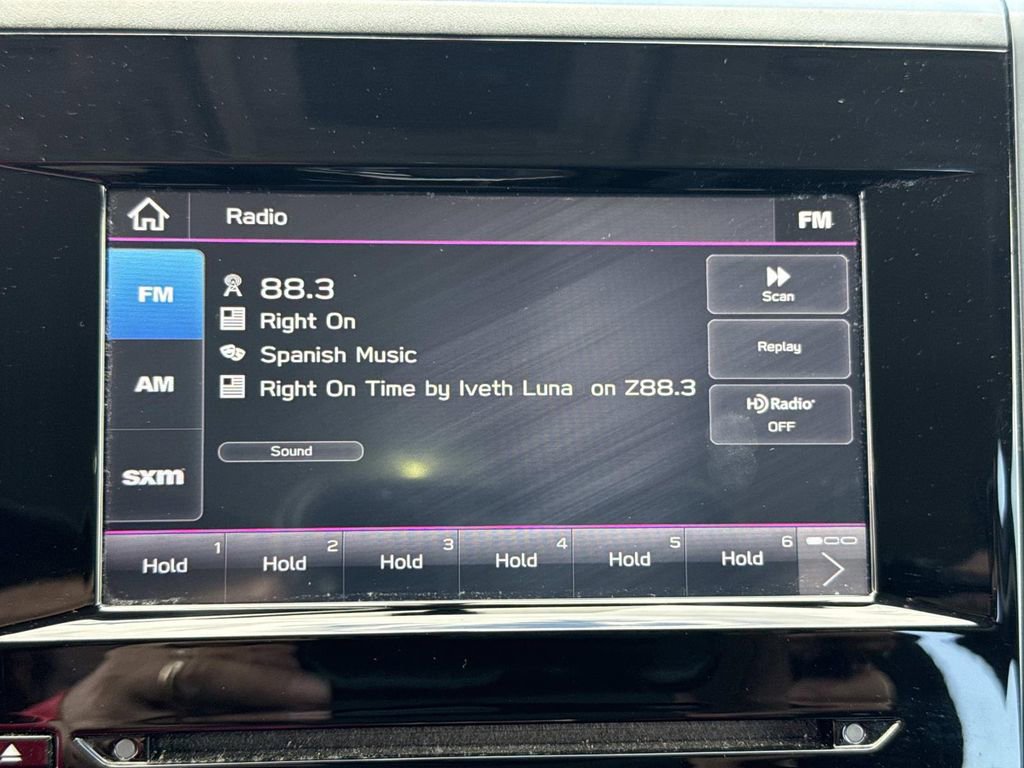 Radio
FM
FM
AM
sxm
88.3
Right On
Spanish Music
Right On Time by Iveth Luna on Z88.3
Sound
Scan
Replay
HD Radio
OFF
1
Hold
2
Hold
3
Hold
4
Hold
5
Hold
6
Hold